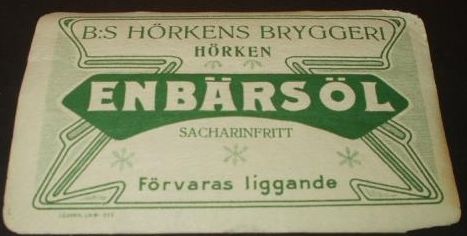 B:S HÖRKENS BRYGGERI
HÖRKEN
ENBÄRSÖL
SACHARINFRITT
Förvaras liggande